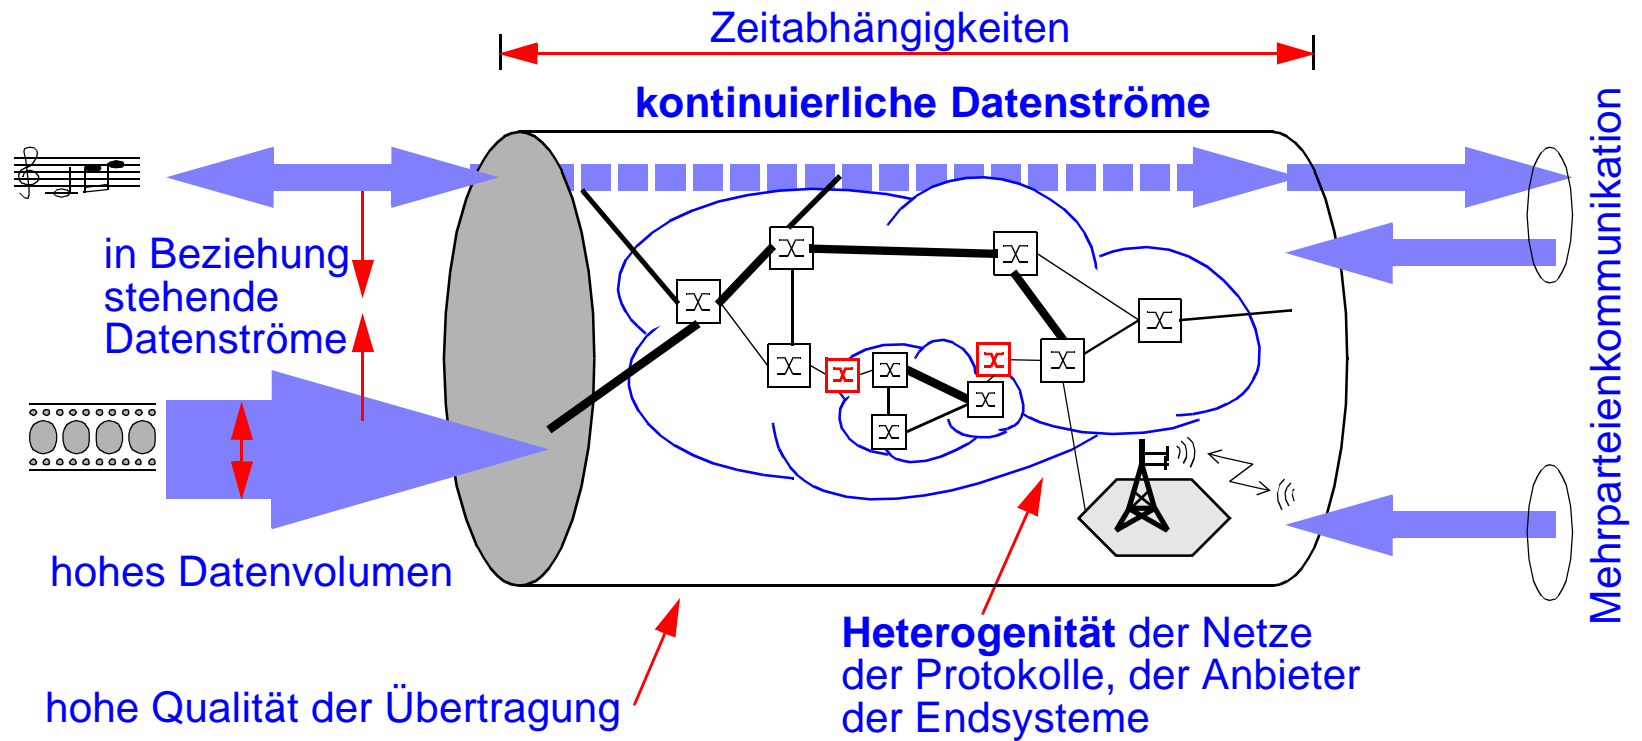 Zeitabhängigkeiten
kontinuierliche Datenströme
in Beziehung
stehende
Datenströme
hohes Datenvolumen
hohe Qualität der Übertragung
Heterogenität der Netze
der Protokolle, der Anbieter
der Endsysteme
Mehrparteienkommunikation